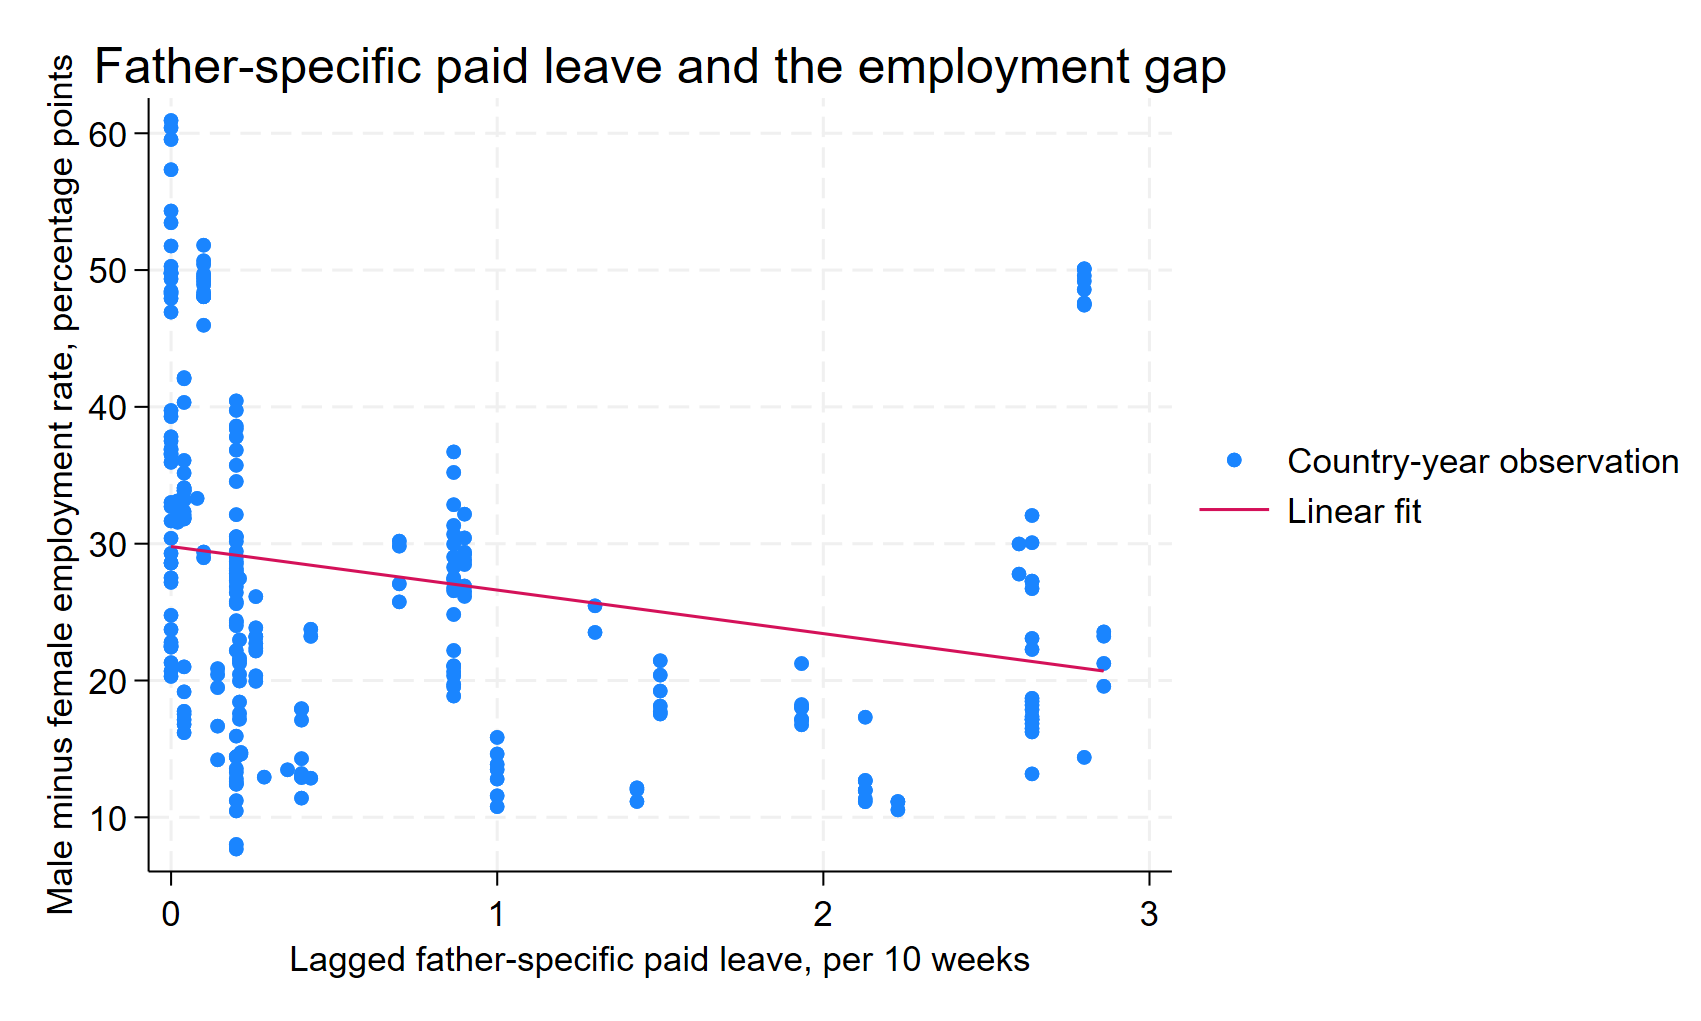 Father-specific paid leave and the employment gap
Male minus female employment rate, percentage points
60
50
40
30
20
10
0
1
2
3
Lagged father-specific paid leave, per 10 weeks
Country-year observation
Linear fit